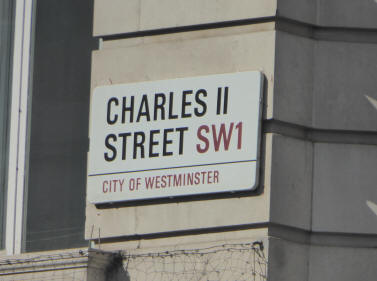 CHARLES II
STREET SW1
CITY OF WESTMINSTER